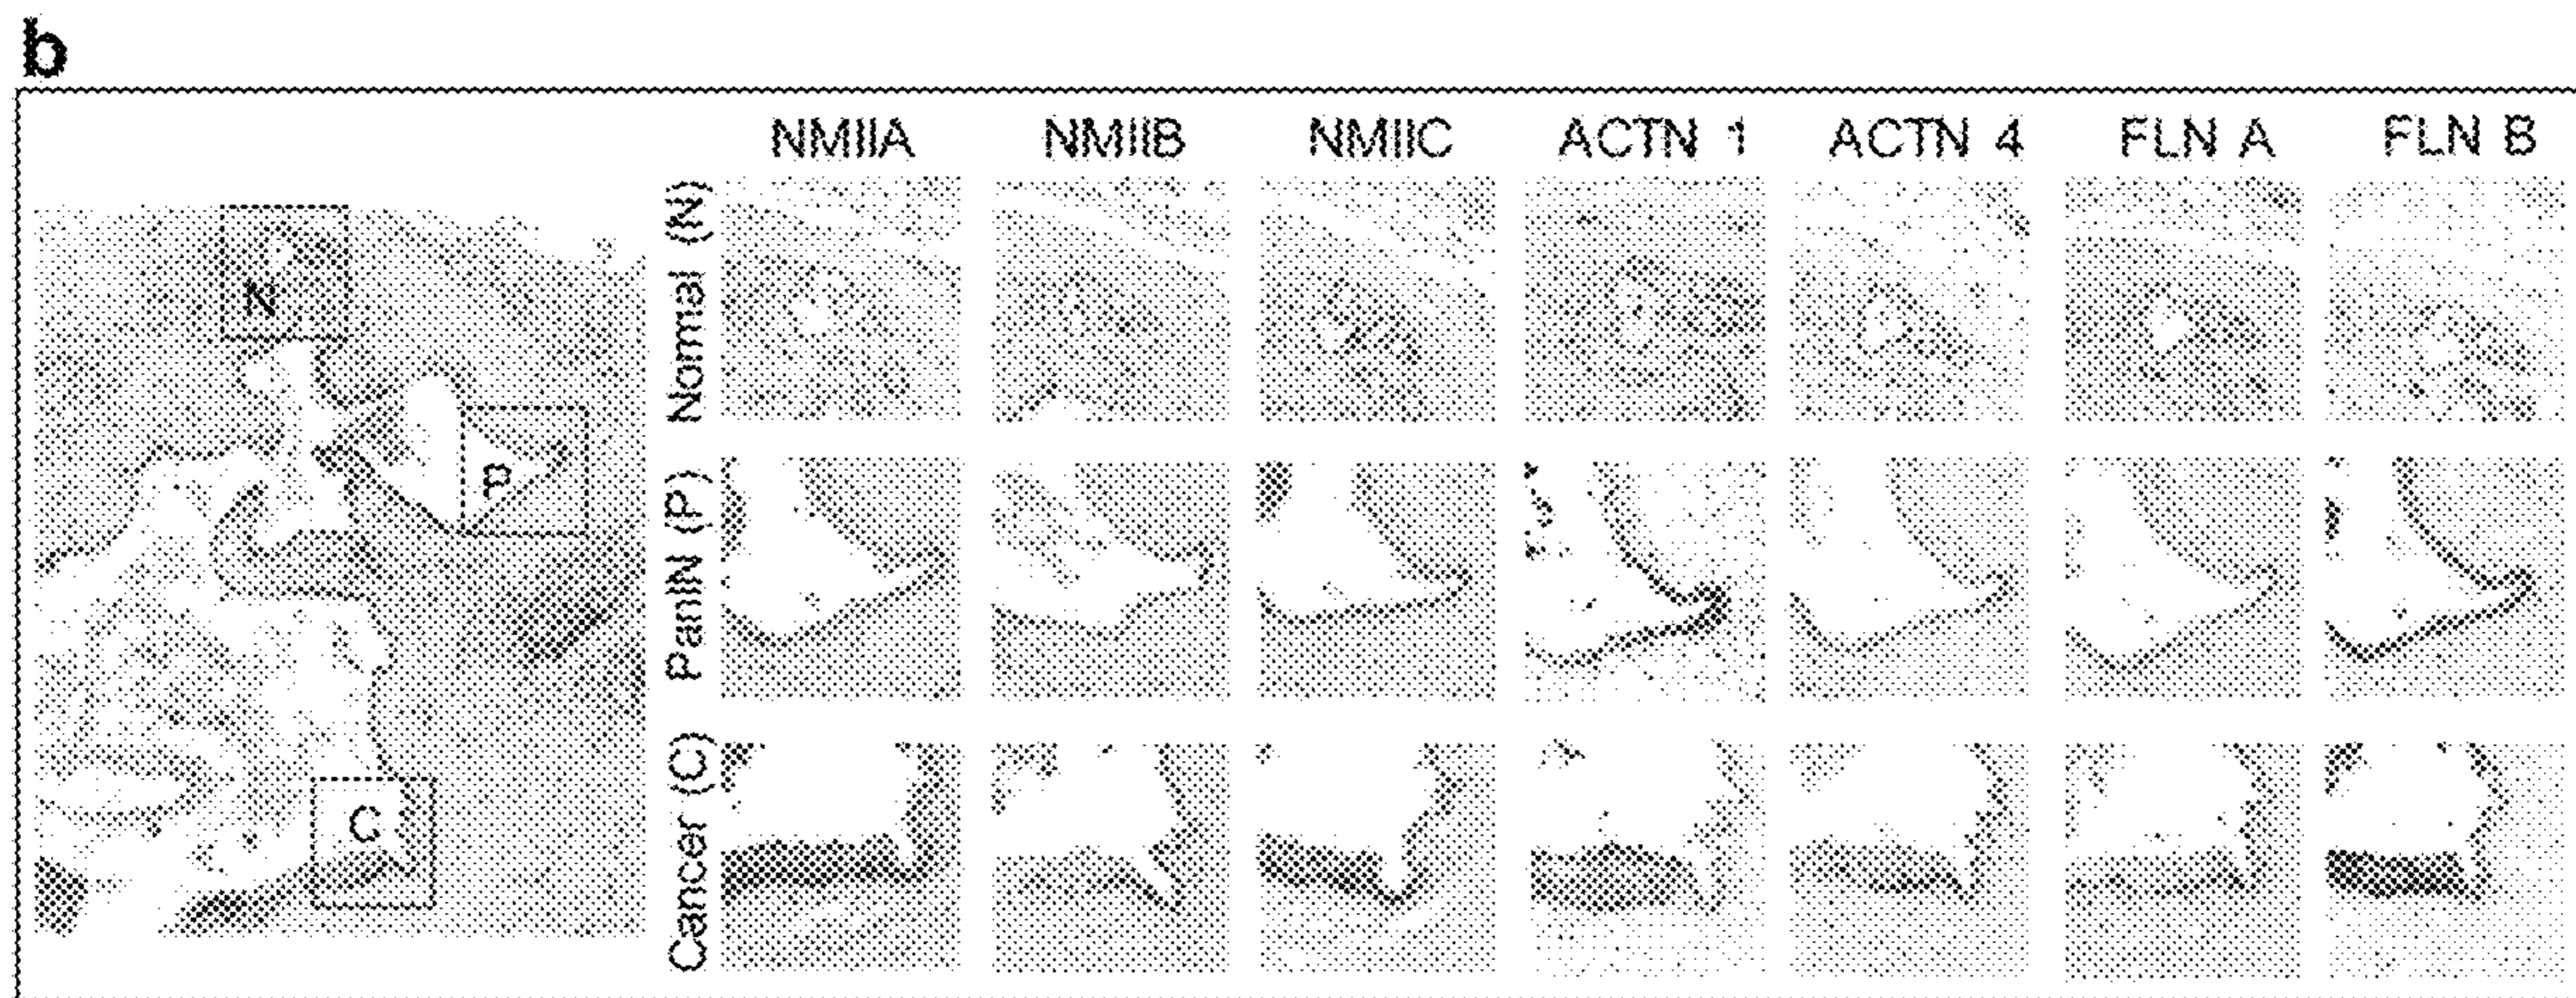 b
NMIIA NMIIB NMIIC ACTN 1 ACTN 4 FLN A FLN B
Normal (N)
PanIN (P)
Cancer (C)
N
P
C